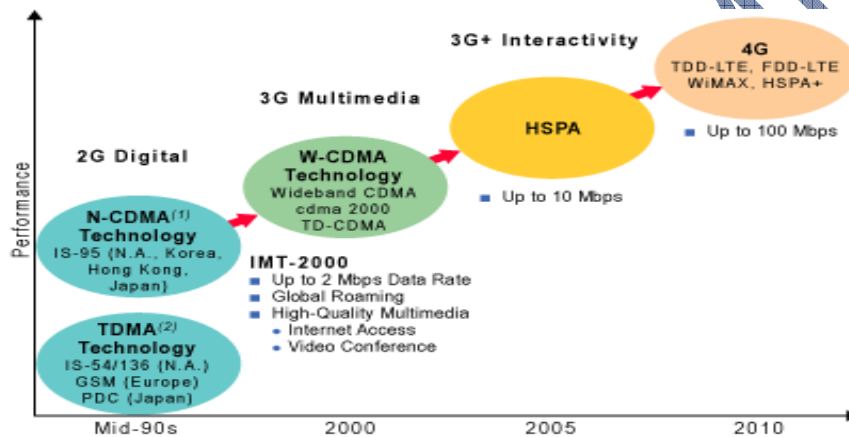 Performance
2G Digital
N-CDMA(1)
Technology
IS-95 (N.A., Korea,
Hong Kong,
Japan)
TDMA(2)
Technology
IS-54/136 (N.A.)
GSM (Europe)
PDC (Japan)
3G Multimedia
W-CDMA
Technology
Wideband CDMA
cdma 2000
TD-CDMA
IMT-2000
Up to 2 Mbps Data Rate
Global Roaming
High-Quality Multimedia
Internet Access
Video Conference
3G+ Interactivity
HSPA
Up to 10 Mbps
4G
TDD-LTE, FDD-LTE
WiMAX, HSPA+
Up to 100 Mbps
Mid-90s
2000
2005
2010